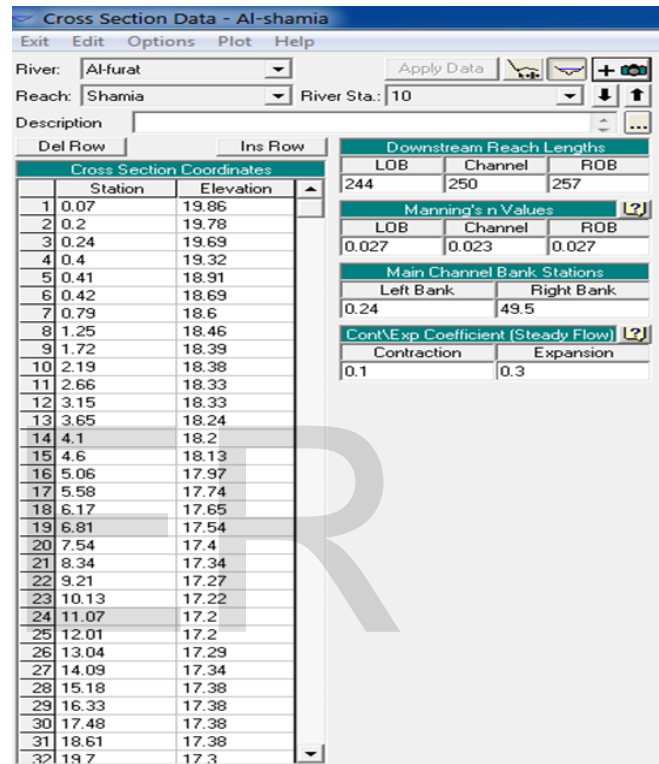 Cross Section Data - Al-shamia
Exit Edit Options Plot Help
River: Al-furat Apply Data
Reach: Shamia River Sta.: 10
Description ...
Del Row Ins Row
Cross Section Coordinates
Station Elevation
1 0.07 19.86
2 0.2 19.78
3 0.24 19.69
4 0.4 19.32
5 0.41 18.91
6 0.42 18.69
7 0.79 18.6
8 1.25 18.46
9 1.72 18.39
10 2.19 18.38
11 2.66 18.33
12 3.15 18.33
13 3.65 18.24
14 4.1 18.2
15 4.6 18.13
16 5.06 17.97
17 5.58 17.74
18 6.17 17.65
19 6.81 17.54
20 7.54 17.4
21 8.34 17.34
22 9.21 17.27
23 10.13 17.22
24 11.07 17.2
25 12.01 17.2
26 13.04 17.29
27 14.09 17.34
28 15.18 17.38
29 16.33 17.38
30 17.48 17.38
31 18.61 17.38
32 19.7 17.3
Downstream Reach Lengths
LOB Channel ROB
244 250 257
Manning's n Values ?
LOB Channel ROB
0.027 0.023 0.027
Main Channel Bank Stations
Left Bank Right Bank
0.24 49.5
Cont\Exp Coefficient (Steady Flow) ?
Contraction Expansion
0.1 0.3